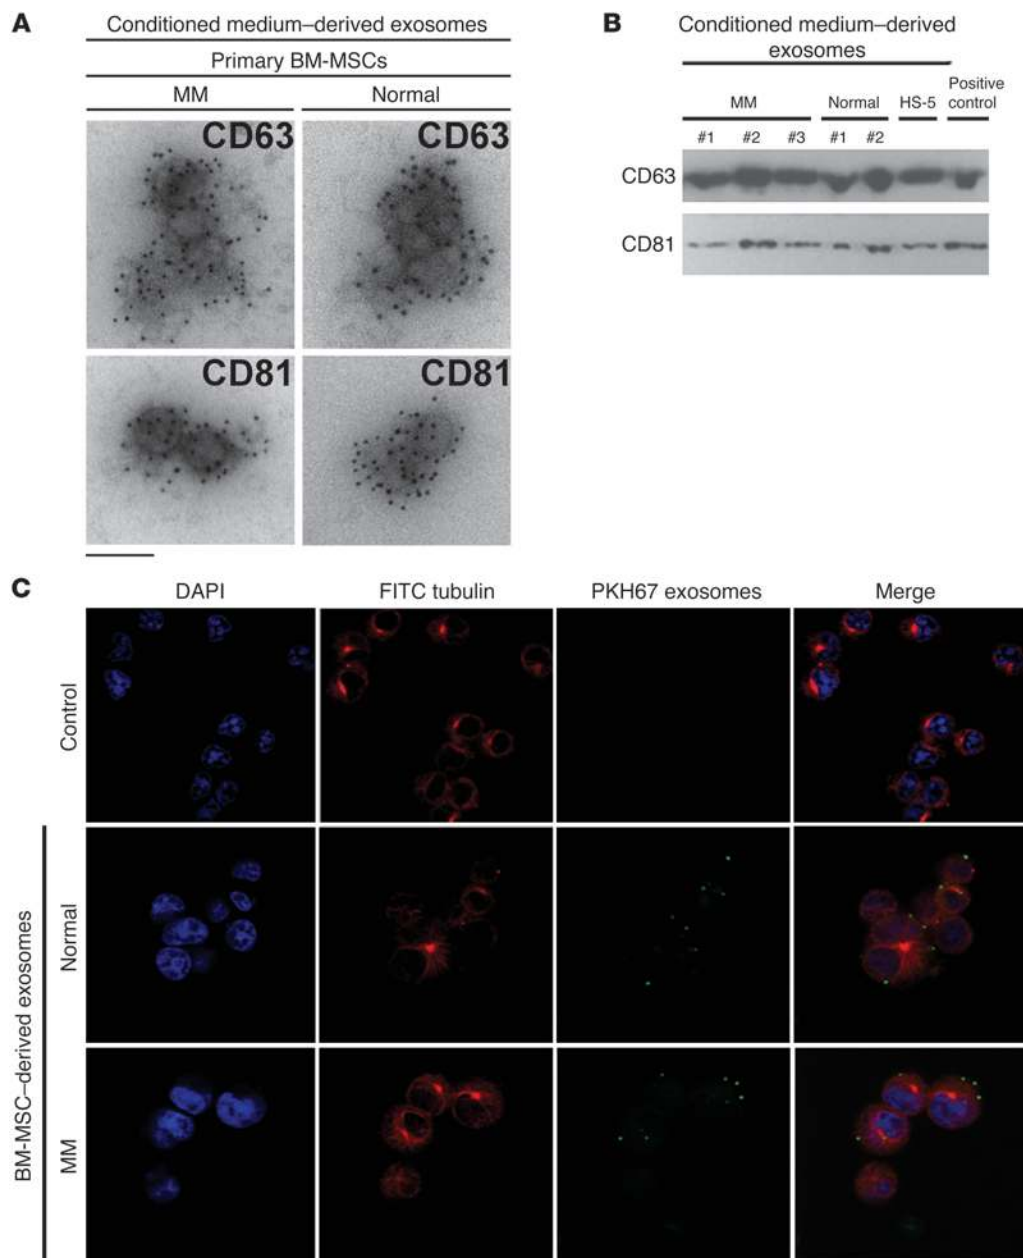 A
Conditioned medium–derived exosomes
Primary BM-MSCs
MM
Normal
CD63
CD63
CD81
CD81
B
Conditioned medium–derived
exosomes
MM
Normal
HS-5
Positive
control
#1 #2 #3 #1 #2
CD63
CD81
C
DAPI
FITC tubulin
PKH67 exosomes
Merge
Control
BM-MSC–derived exosomes
Normal
MM